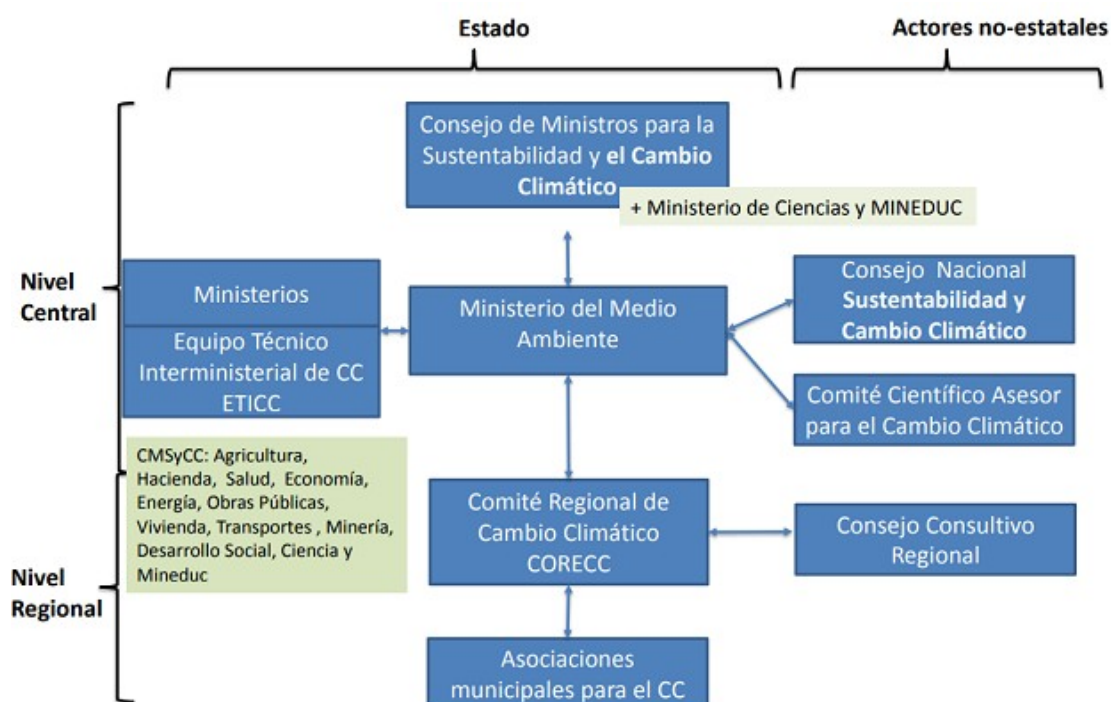 Estado
Actores no-estatales
Consejo de Ministros para la
Sustentabilidad y el Cambio
Climático
+ Ministerio de Ciencias y MINEDUC
Nivel
Central
Ministerios
Equipo Técnico
Interministerial de CC
ETICC
Ministerio del Medio
Ambiente
Consejo Nacional
Sustentabilidad y
Cambio Climático
Comité Científico Asesor
para el Cambio Climático
CMSyCC: Agricultura,
Hacienda, Salud, Economía,
Energía, Obras Públicas,
Vivienda, Transportes , Minería,
Desarrollo Social, Ciencia y
Mineduc
Nivel
Regional
Comité Regional de
Cambio Climático
CORECC
Consejo Consultivo
Regional
Asociaciones
municipales para el CC